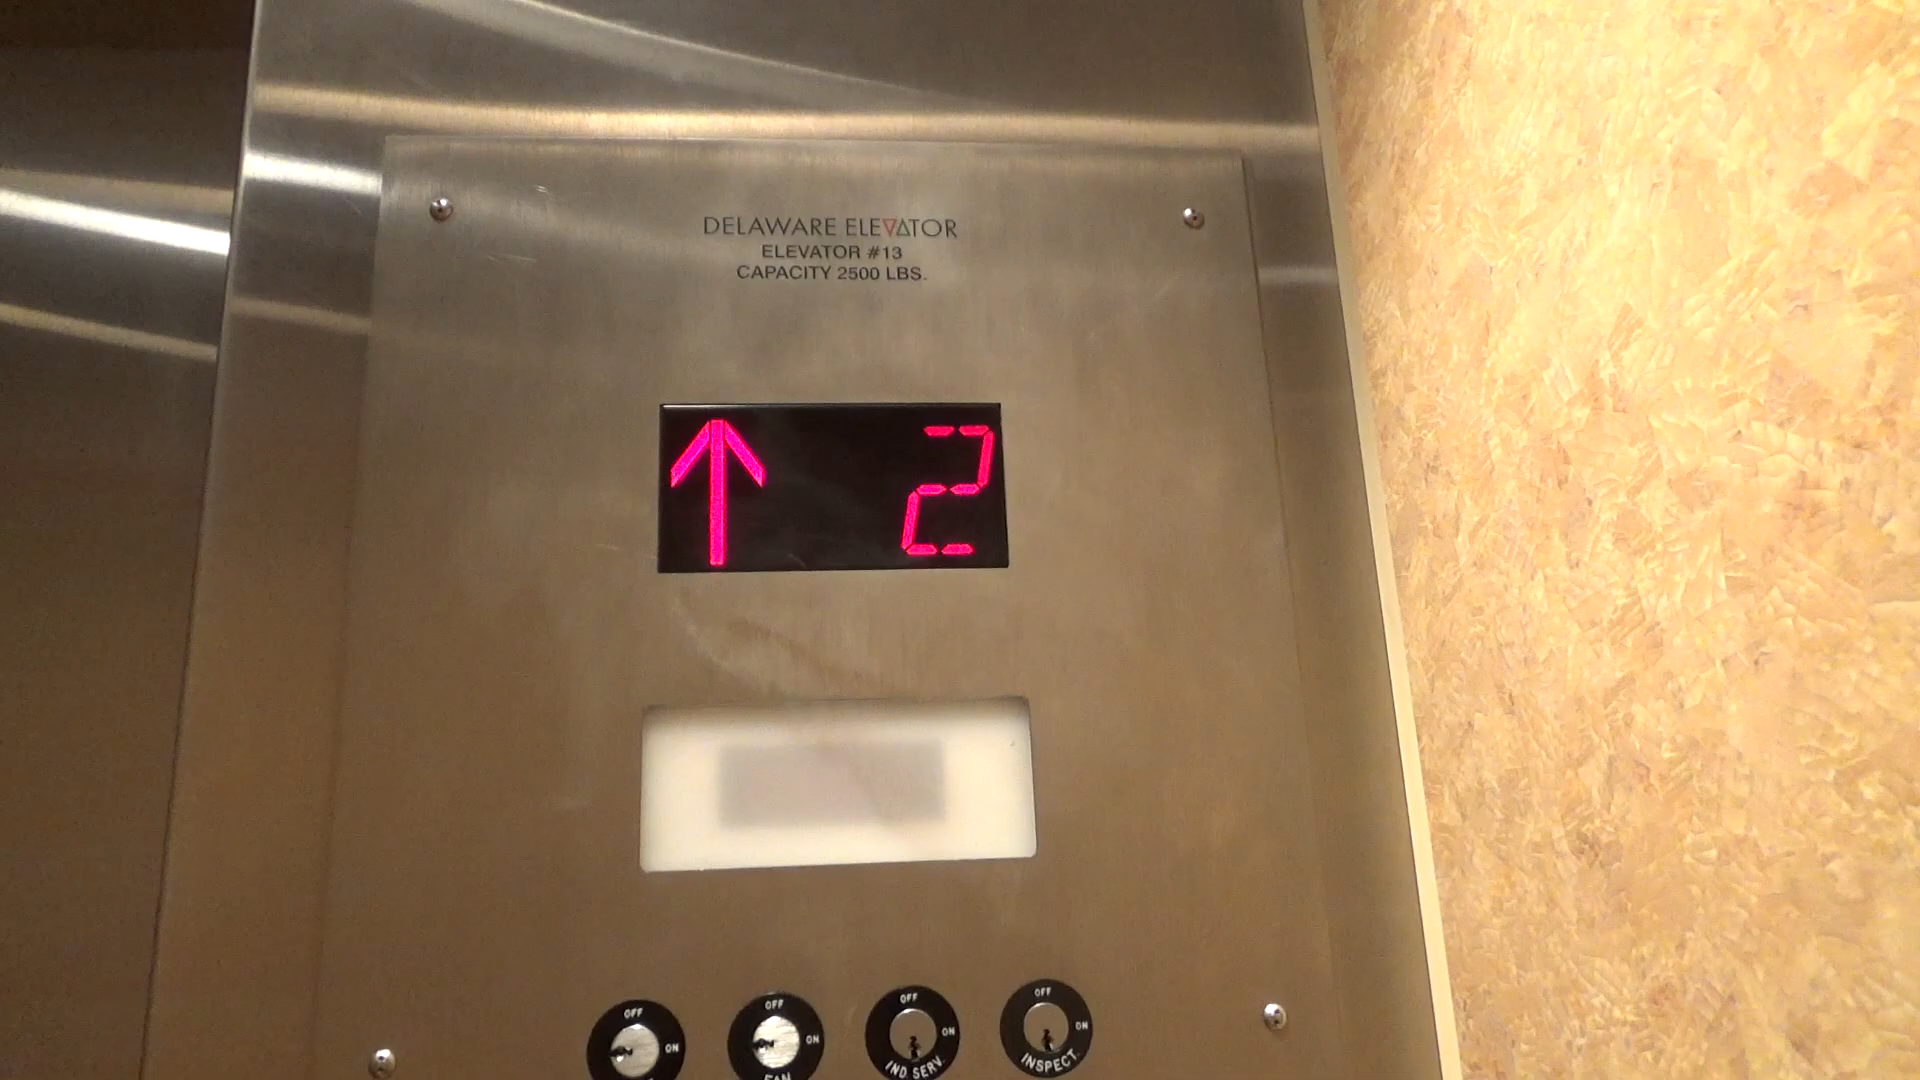 DELAWARE ELEVATOR
ELEVATOR #13
CAPACITY 2500 LBS.
2
OFF
ON
OFF
ON
FAN
OFF
ON
IND. SERV.
OFF
ON
INSPECT.